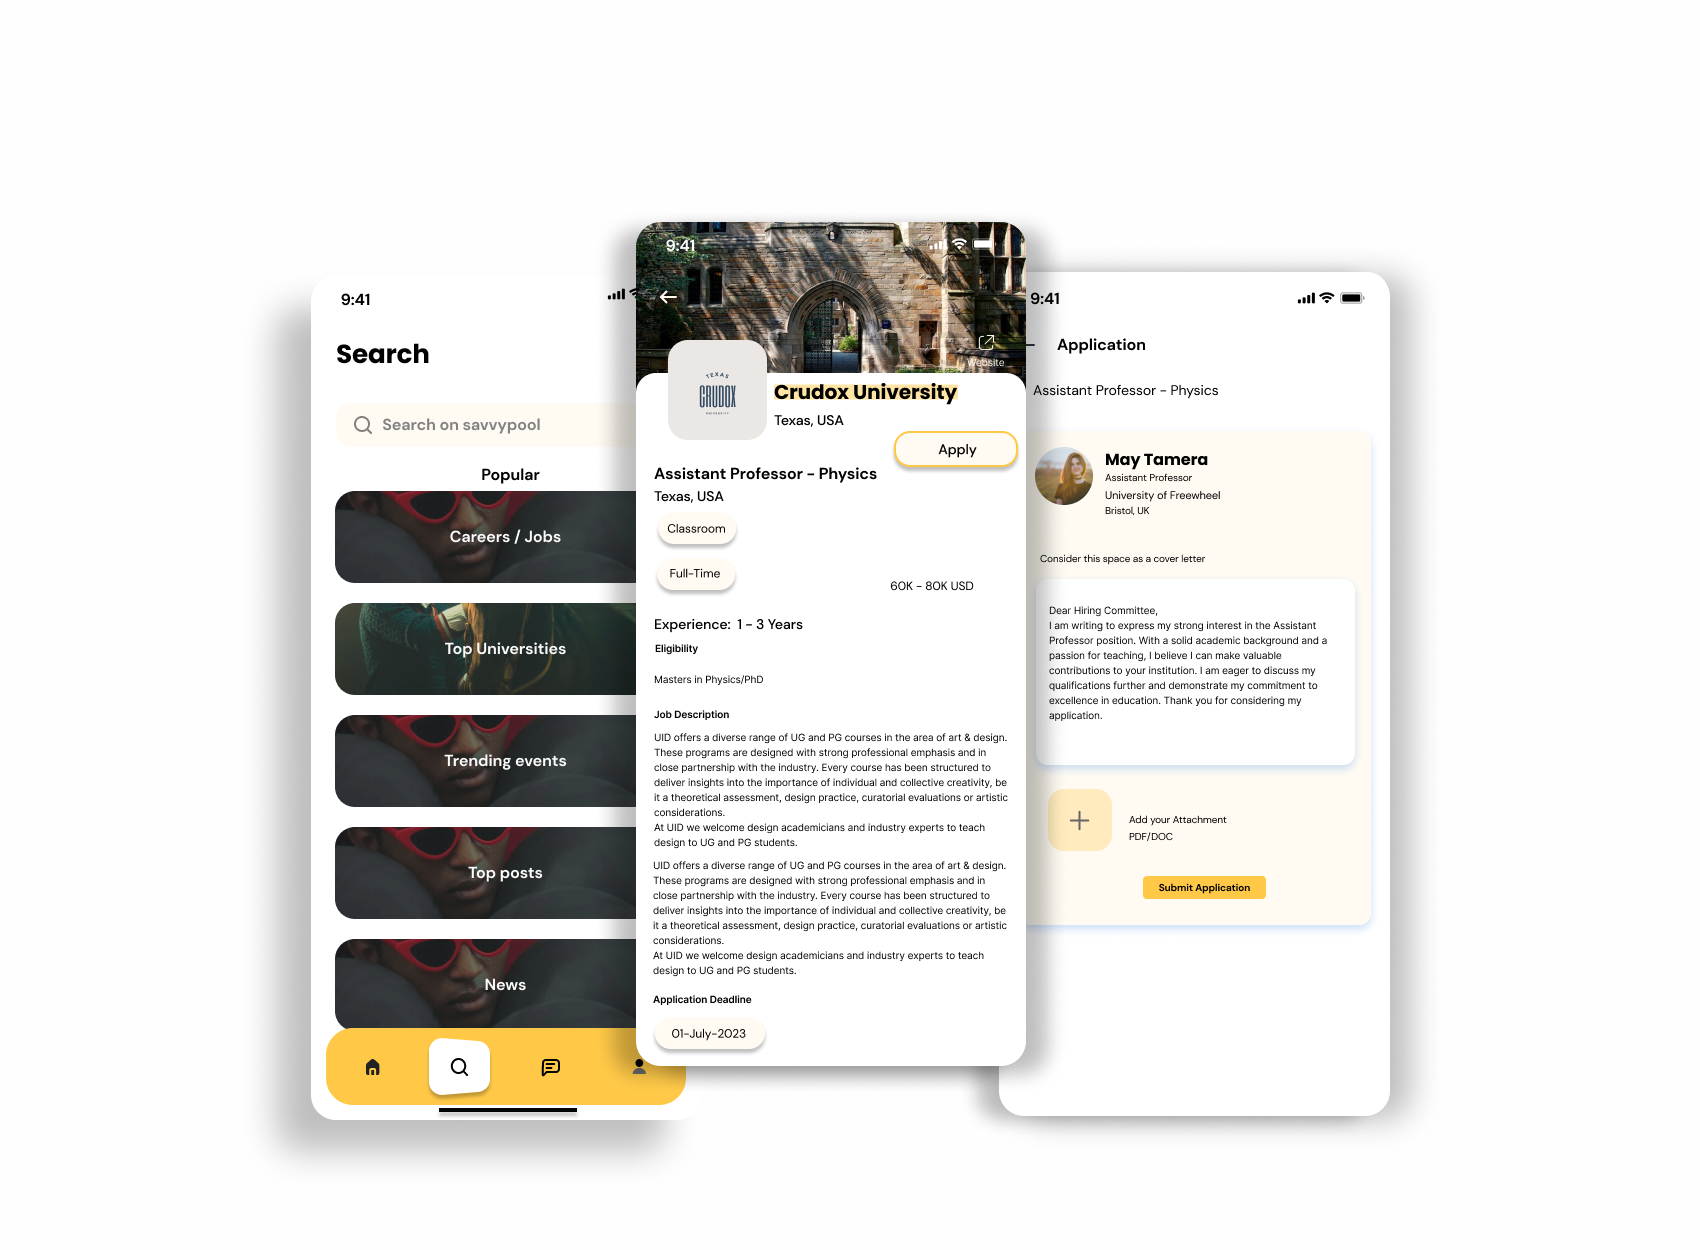 9:41
Search
Search on savvypool
Popular
Careers / Jobs
Top Universities
Trending events
Top posts
News
9:41
Website
TEXAS
CRUDOX
UNIVERSITY
Crudox University
Texas, USA
Apply
Assistant Professor - Physics
Texas, USA
Classroom
Full-Time
60K - 80K USD
Experience: 1 - 3 Years
Eligibility
Masters in Physics/PhD
Job Description
UID offers a diverse range of UG and PG courses in the area of art & design.
These programs are designed with strong professional emphasis and in
close partnership with the industry. Every course has been structured to
deliver insights into the importance of individual and collective creativity, be
it a theoretical assessment, design practice, curatorial evaluations or artistic
considerations.
At UID we welcome design academicians and industry experts to teach
design to UG and PG students.
UID offers a diverse range of UG and PG courses in the area of art & design.
These programs are designed with strong professional emphasis and in
close partnership with the industry. Every course has been structured to
deliver insights into the importance of individual and collective creativity, be
it a theoretical assessment, design practice, curatorial evaluations or artistic
considerations.
At UID we welcome design academicians and industry experts to teach
design to UG and PG students.
Application Deadline
01-July-2023
9:41
Application
Assistant Professor - Physics
May Tamera
Assistant Professor
University of Freewheel
Bristol, UK
Consider this space as a cover letter
Dear Hiring Committee,
I am writing to express my strong interest in the Assistant
Professor position. With a solid academic background and a
passion for teaching, I believe I can make valuable
contributions to your institution. I am eager to discuss my
qualifications further and demonstrate my commitment to
excellence in education. Thank you for considering my
application.
Add your Attachment
PDF/DOC
Submit Application